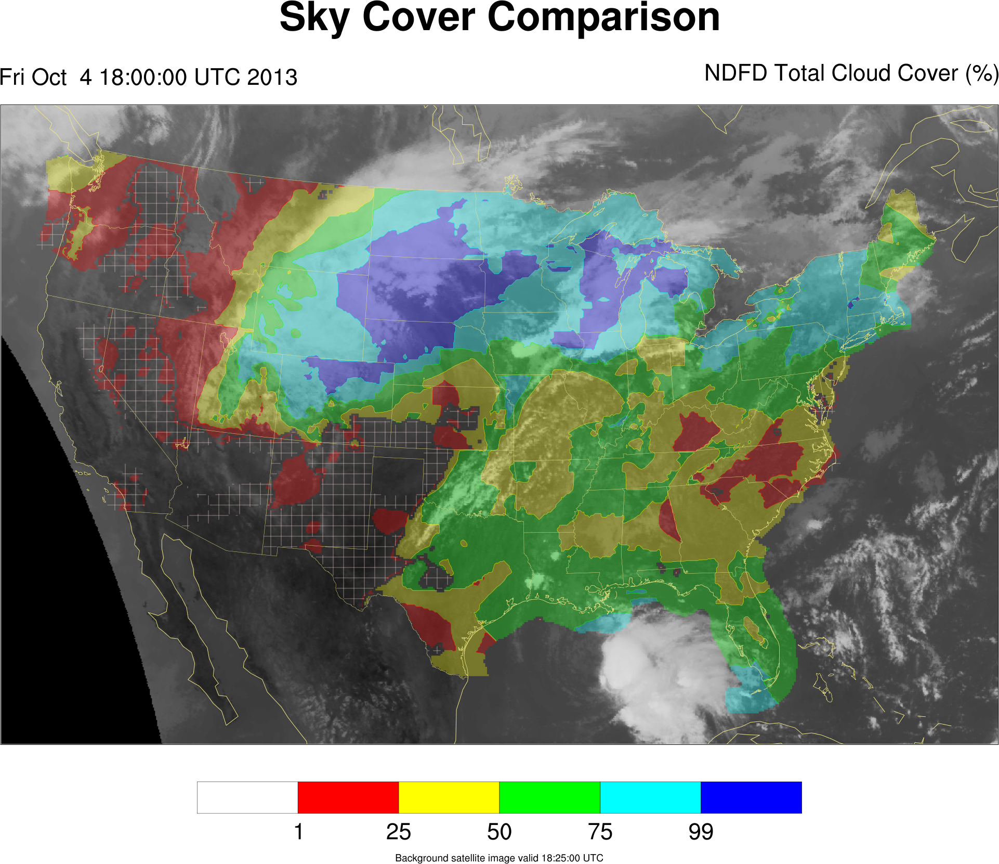 Sky Cover Comparison
Fri Oct  4 18:00:00 UTC 2013
NDFD Total Cloud Cover (%)
1 25 50 75 99
Background satellite image valid 18:25:00 UTC